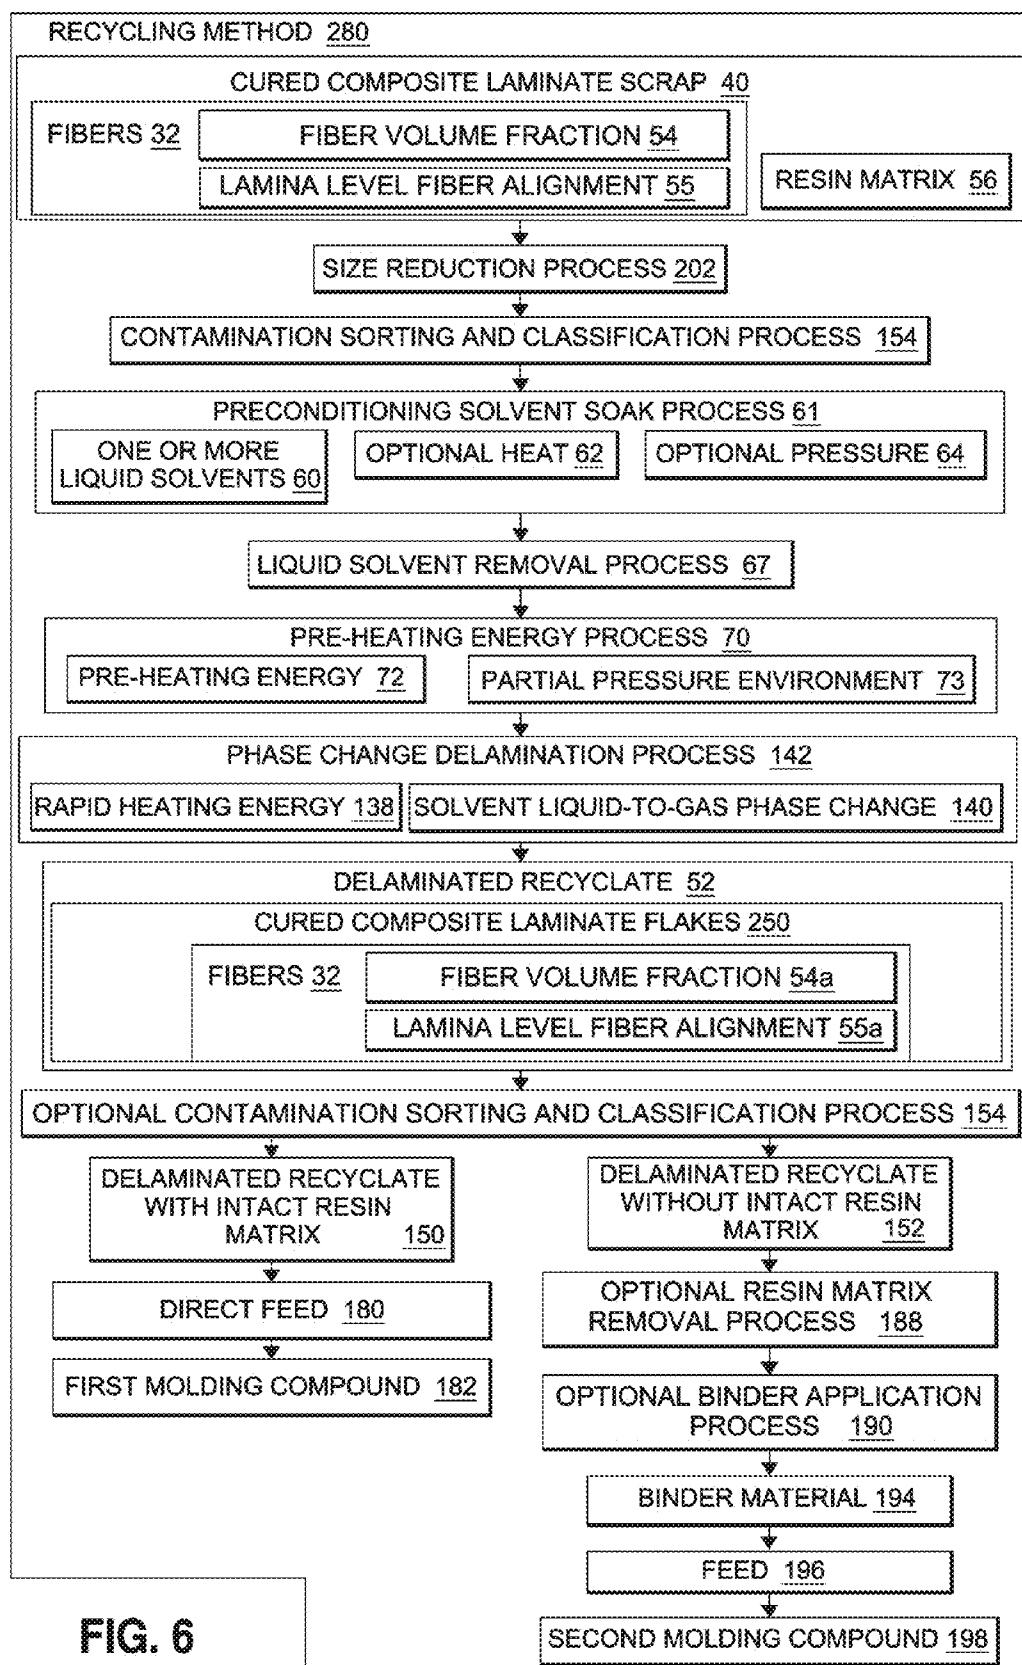 RECYCLING METHOD 280
CURED COMPOSITE LAMINATE SCRAP 40
FIBERS 32
FIBER VOLUME FRACTION 54
LAMINA LEVEL FIBER ALIGNMENT 55
RESIN MATRIX 56
SIZE REDUCTION PROCESS 202
CONTAMINATION SORTING AND CLASSIFICATION PROCESS 154
PRECONDITIONING SOLVENT SOAK PROCESS 61
ONE OR MORE
LIQUID SOLVENTS 60
OPTIONAL HEAT 62
OPTIONAL PRESSURE 64
LIQUID SOLVENT REMOVAL PROCESS 67
PRE-HEATING ENERGY PROCESS 70
PRE-HEATING ENERGY 72
PARTIAL PRESSURE ENVIRONMENT 73
PHASE CHANGE DELAMINATION PROCESS 142
RAPID HEATING ENERGY 138
SOLVENT LIQUID-TO-GAS PHASE CHANGE 140
DELAMINATED RECYCLATE 52
CURED COMPOSITE LAMINATE FLAKES 250
FIBERS 32
FIBER VOLUME FRACTION 54a
LAMINA LEVEL FIBER ALIGNMENT 55a
OPTIONAL CONTAMINATION SORTING AND CLASSIFICATION PROCESS 154
DELAMINATED RECYCLATE
WITH INTACT RESIN
MATRIX 150
DIRECT FEED 180
FIRST MOLDING COMPOUND 182
DELAMINATED RECYCLATE
WITHOUT INTACT RESIN
MATRIX 152
OPTIONAL RESIN MATRIX
REMOVAL PROCESS 188
OPTIONAL BINDER APPLICATION
PROCESS 190
BINDER MATERIAL 194
FEED 196
SECOND MOLDING COMPOUND 198
FIG. 6